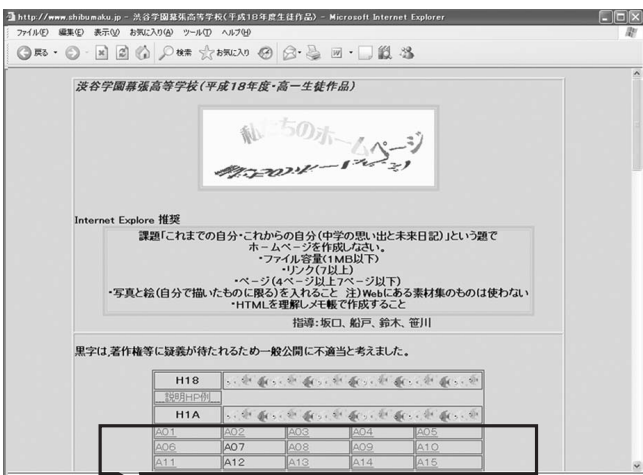 http://www.shibumaku.jp - 渋谷学園幕張高等学校(平成18年度生徒作品) - Microsoft Internet Explorer
ファイル(F) 編集(E) 表示(V) お気に入り(A) ツール(T) ヘルプ(H)
戻る 検索 お気に入り
渋谷学園幕張高等学校(平成18年度・高一生徒作品)
私たちのホームページ
Internet Explore 推奨
課題「これまでの自分・これからの自分(中学の思い出と未来日記)」という題で
ホームページを作成しなさい。
・ファイル容量(1MB以下)
・リンク(7以上)
・ページ(4ページ以上7ページ以下)
・写真と絵(自分で描いたものに限る)を入れること 注)Webにある素材集のものは使わない
・HTMLを理解しメモ帳で作成すること
指導:坂口、船戸、鈴木、笹川
黒字は,著作権等に疑義が待たれるため一般公開に不適当と考えました。
H18
説明HP例
H1A
A01 A02 A03 A04 A05
A06 A07 A08 A09 A10
A11 A12 A13 A14 A15